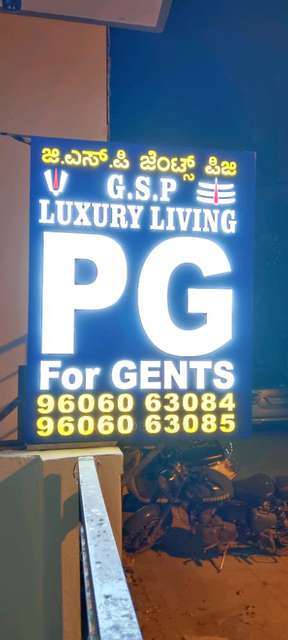 ಜಿ.ಎಸ್.ಪಿ ಜೆಂಟ್ಸ್ ಪಿಜಿ
G.S.P
LUXURY LIVING
PG
For GENTS
96060 63084
96060 63085